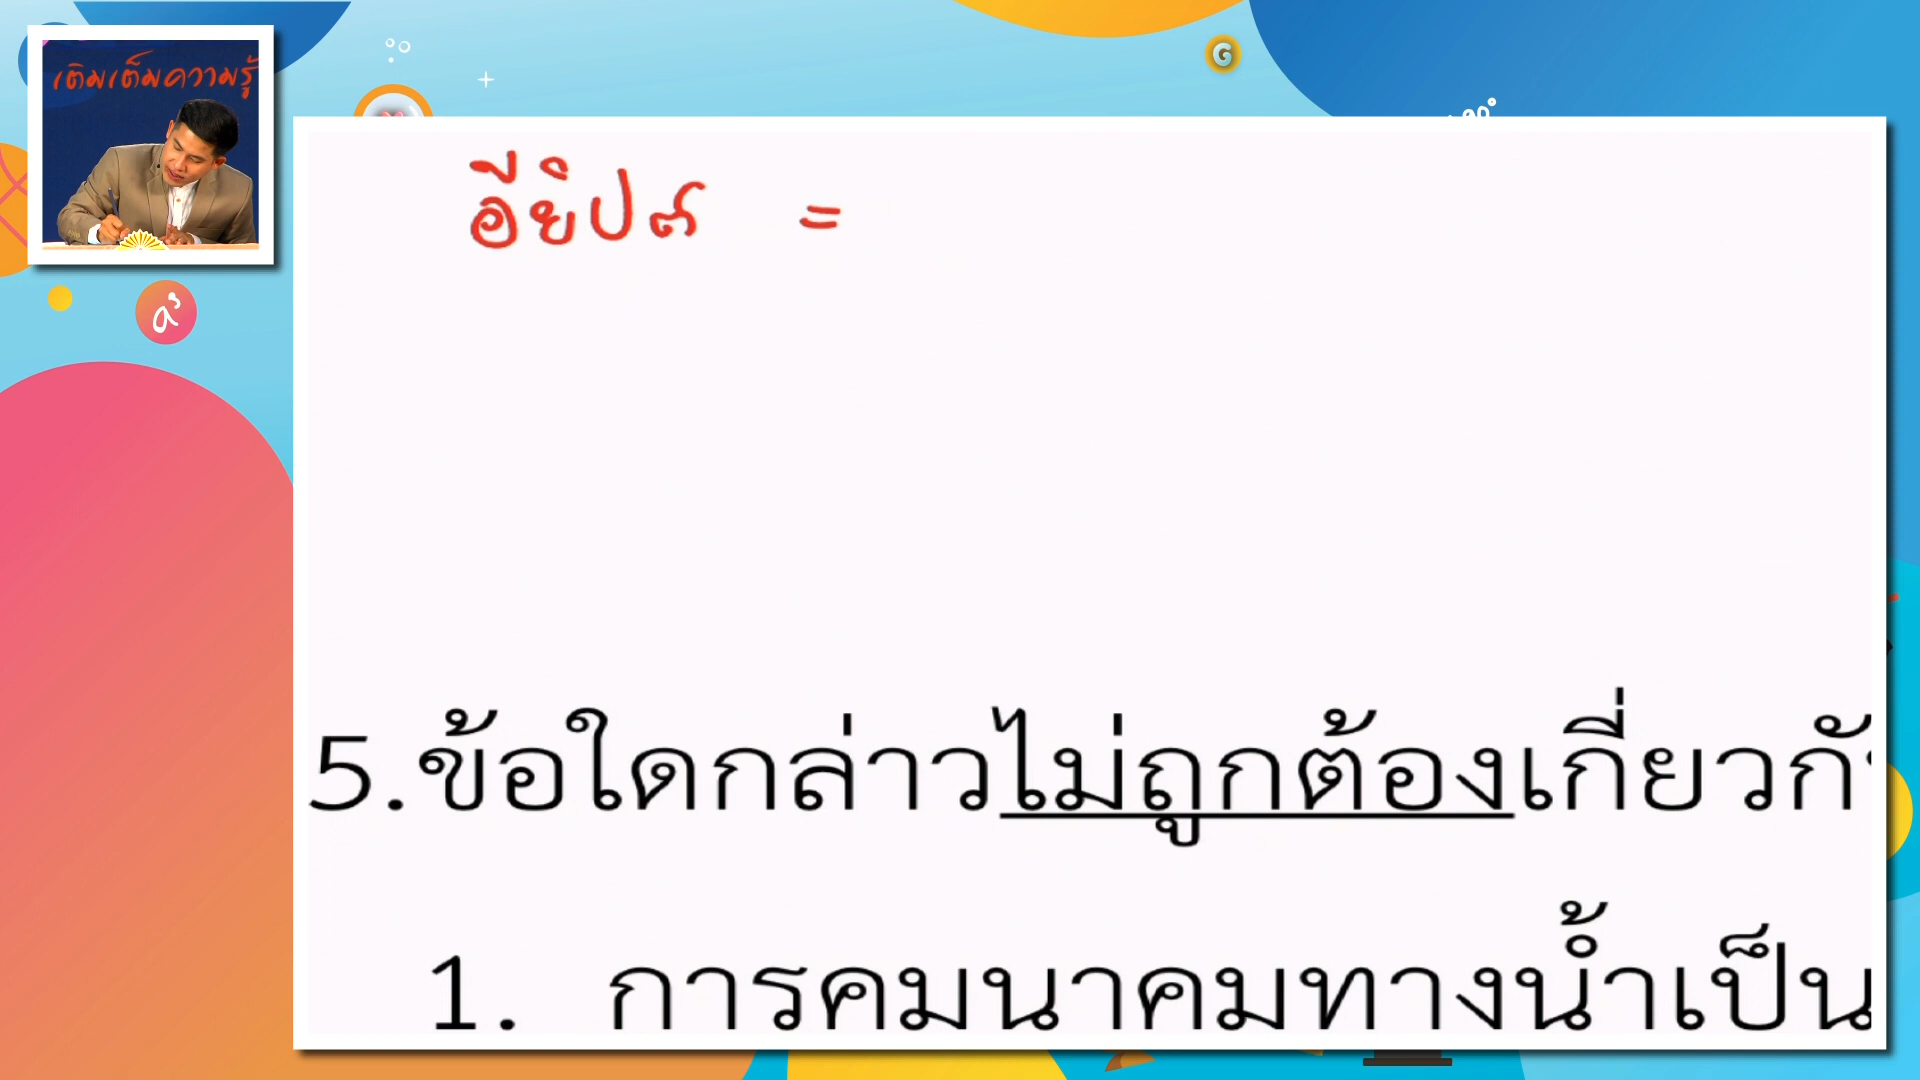 เติมเต็มความรู้
a³
G
อียิปต์ =
5.ข้อใดกล่าวไม่ถูกต้องเกี่ยวกั
1. การคมนาคมทางน้ำเป็น